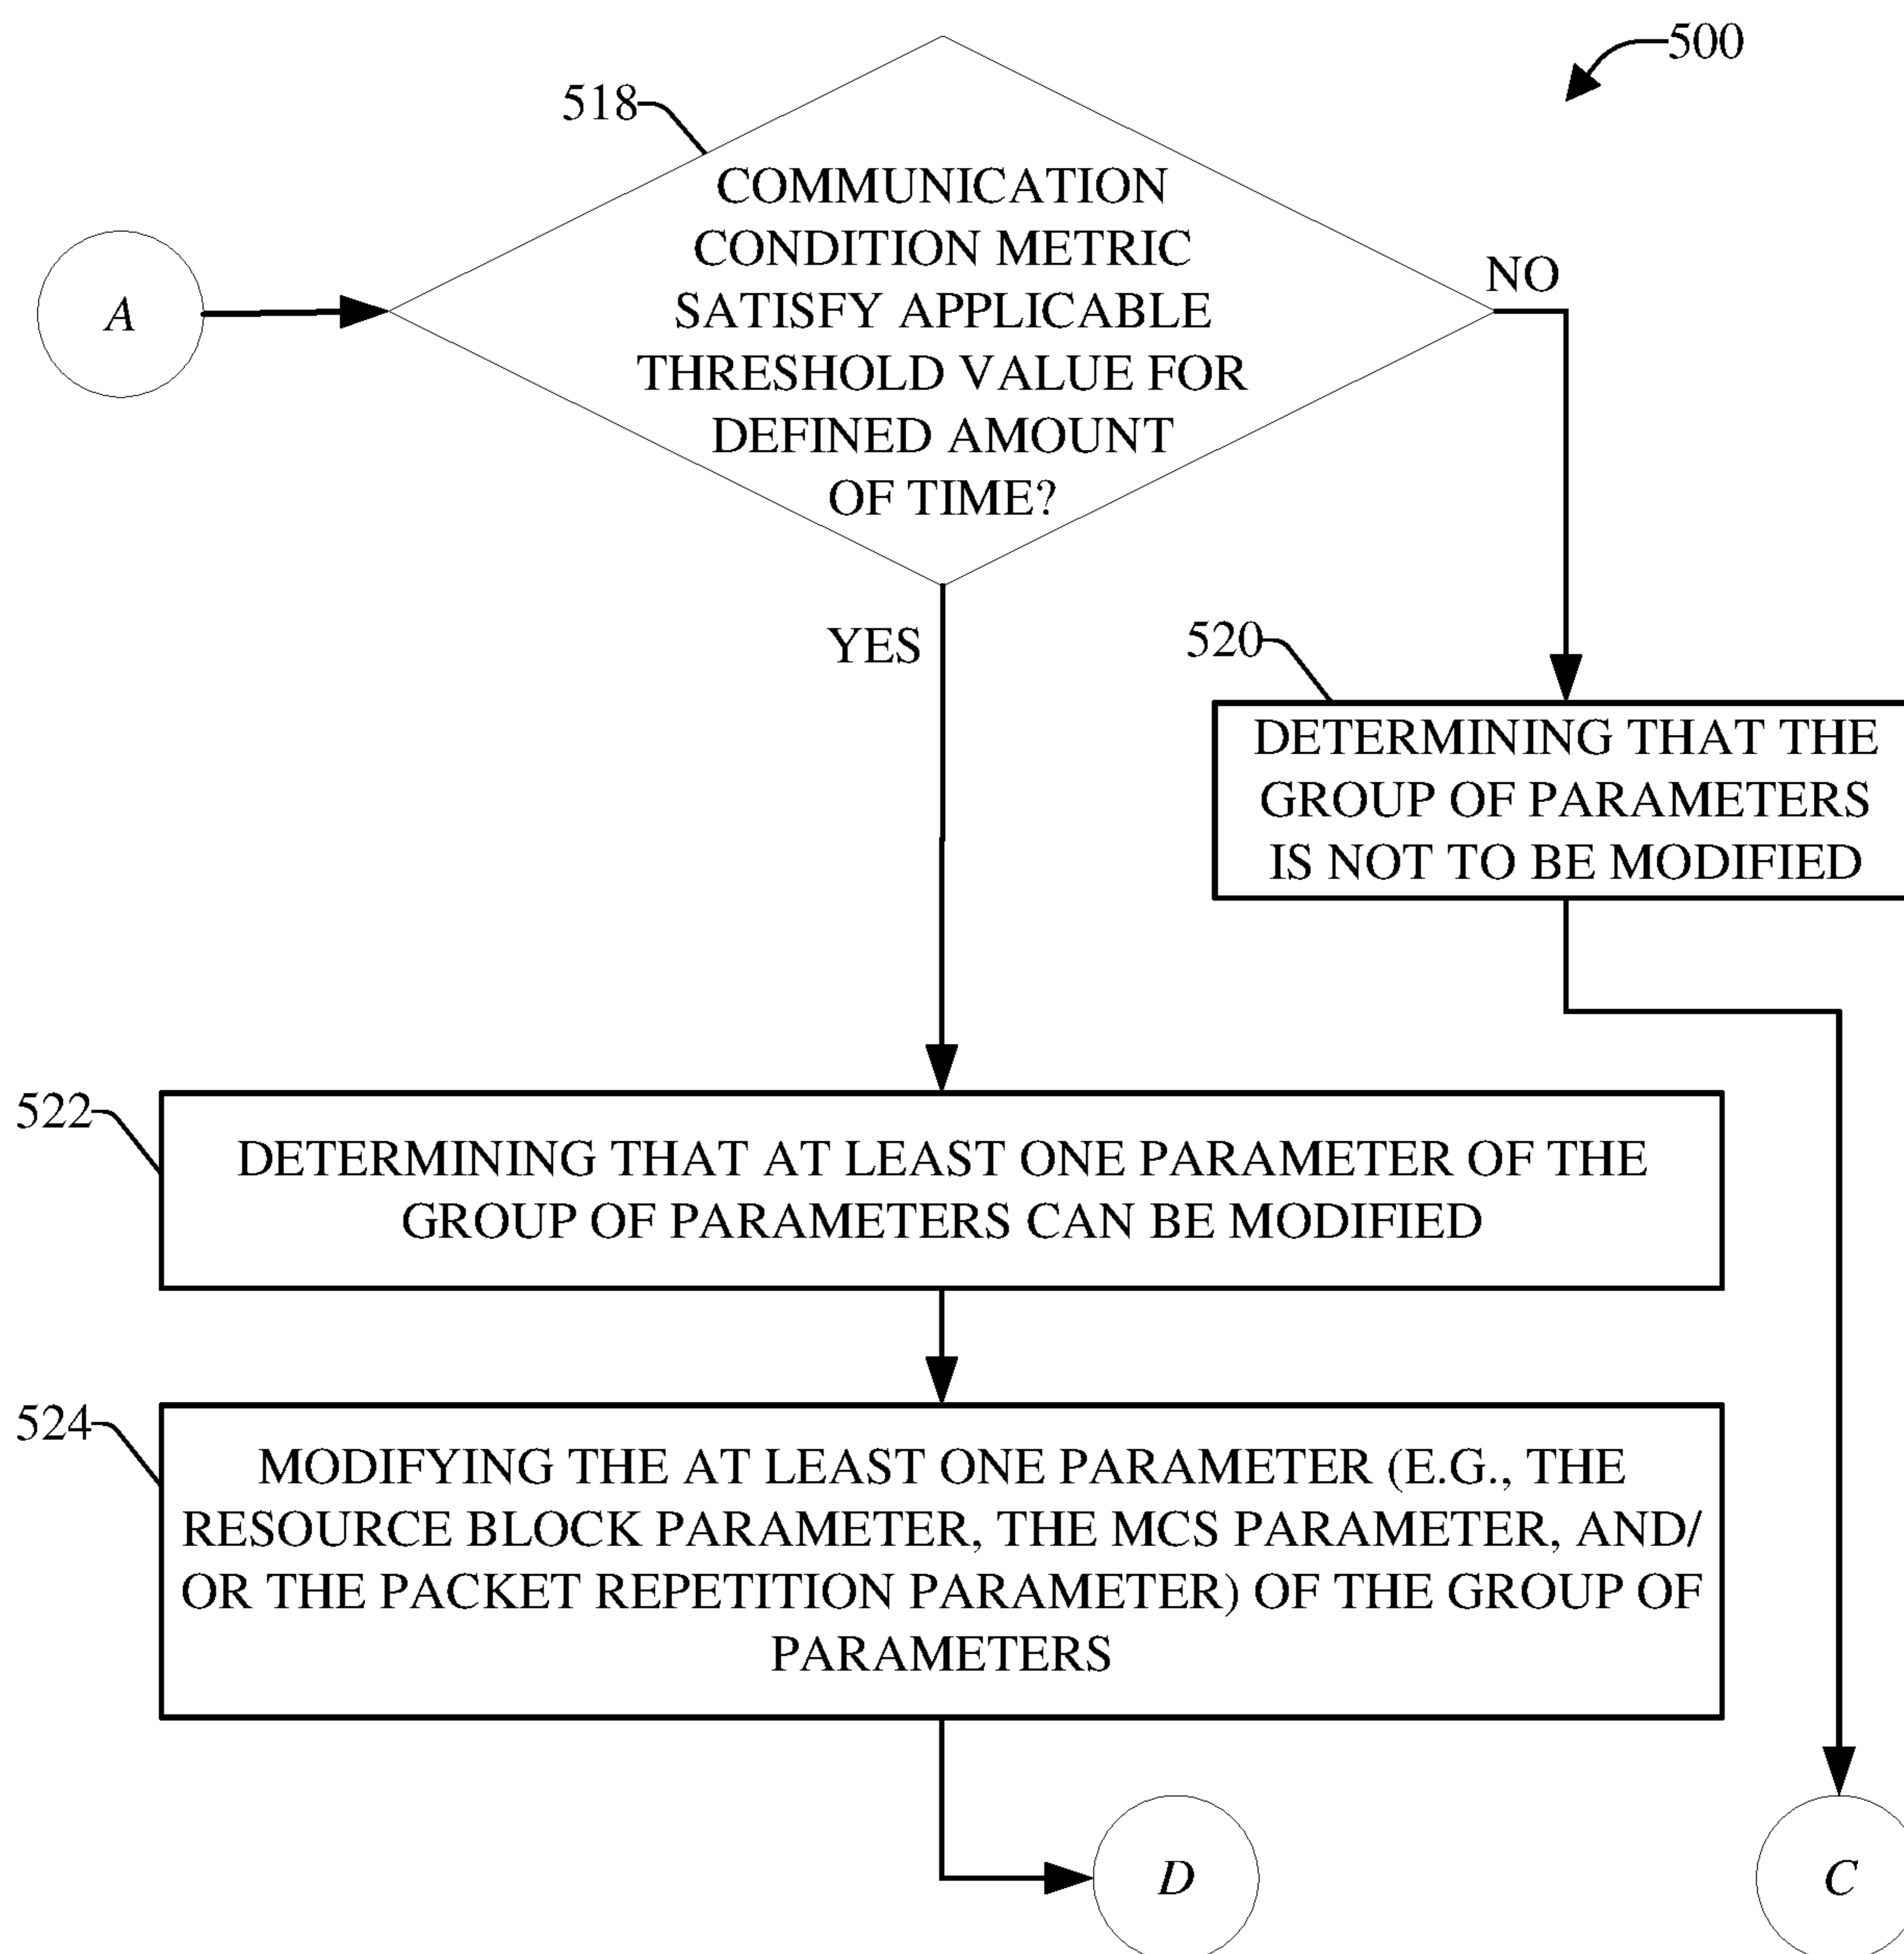 500
518
COMMUNICATION
CONDITION METRIC
SATISFY APPLICABLE
THRESHOLD VALUE FOR
DEFINED AMOUNT
OF TIME?
A
NO
YES
520
DETERMINING THAT THE
GROUP OF PARAMETERS
IS NOT TO BE MODIFIED
522
DETERMINING THAT AT LEAST ONE PARAMETER OF THE
GROUP OF PARAMETERS CAN BE MODIFIED
524
MODIFYING THE AT LEAST ONE PARAMETER (E.G., THE
RESOURCE BLOCK PARAMETER, THE MCS PARAMETER, AND/
OR THE PACKET REPETITION PARAMETER) OF THE GROUP OF
PARAMETERS
D
C